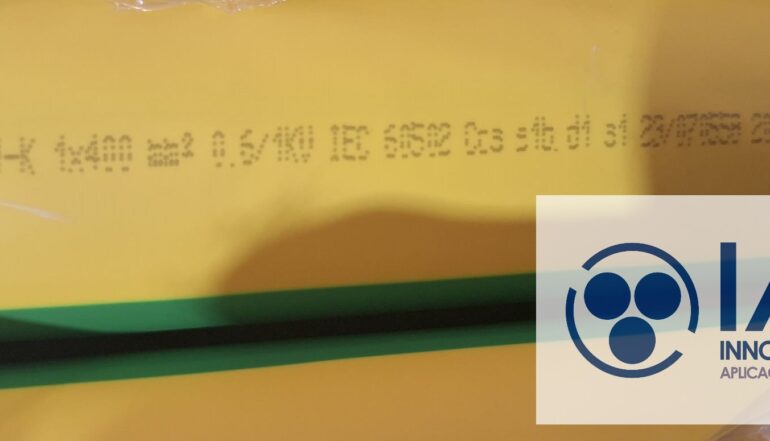 -K 1x400 mm² 0.6/1KV IEC 60502 Cca s1b d1 a1
INNO
APLICAC